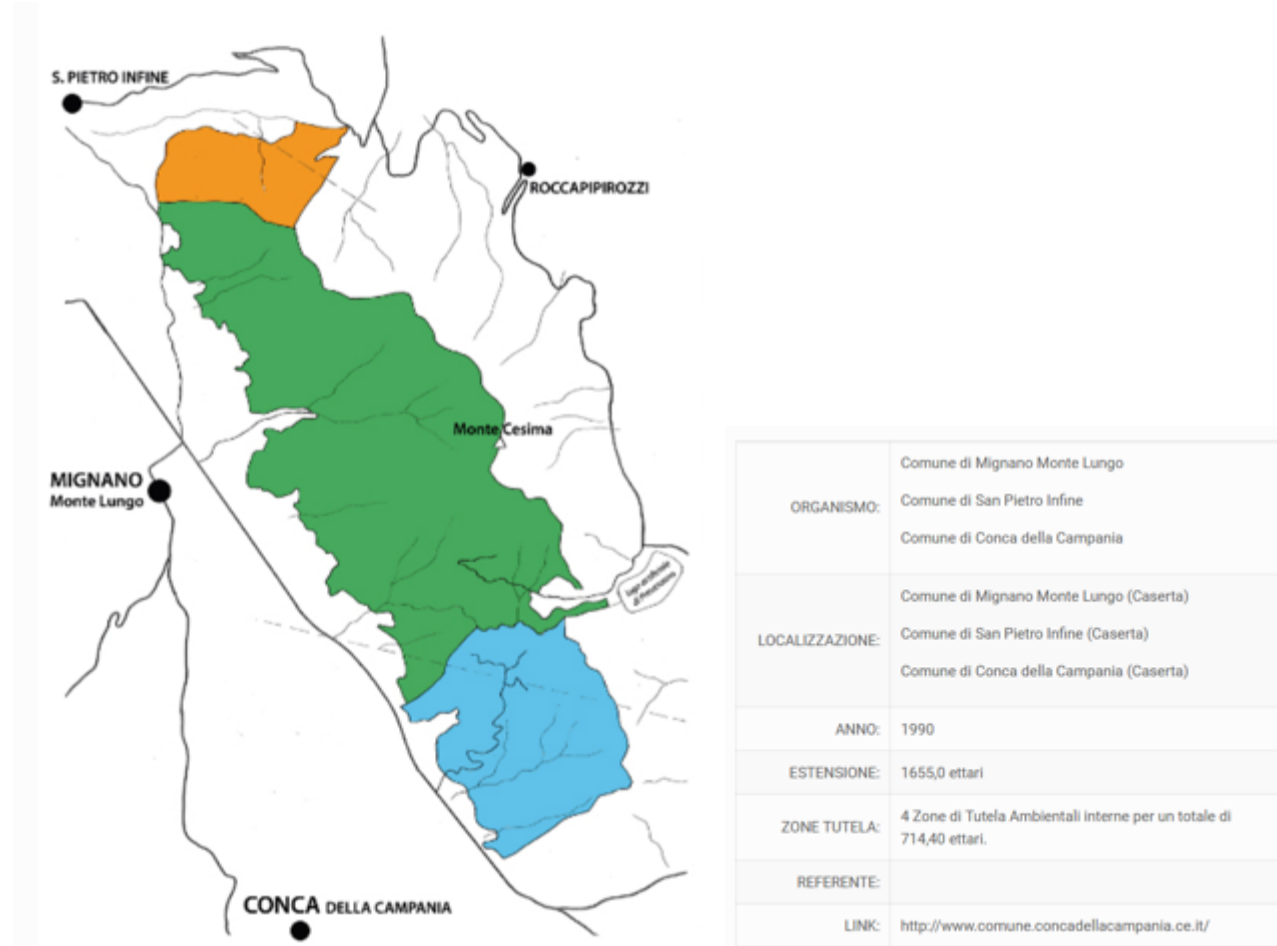 S. PIETRO INFINE
ROCCAPIPIROZZI
Monte Cesima
MIGNANO
Monte Lungo
CONCA DELLA CAMPANIA
ORGANISMO:
Comune di Mignano Monte Lungo
Comune di San Pietro Infine
Comune di Conca della Campania
LOCALIZZAZIONE:
Comune di Mignano Monte Lungo (Caserta)
Comune di San Pietro Infine (Caserta)
Comune di Conca della Campania (Caserta)
ANNO: 1990
ESTENSIONE: 1655,0 ettari
ZONE TUTELA: 4 Zone di Tutela Ambientali interne per un totale di
714,40 ettari.
REFERENTE:
LINK: http://www.comune.concadellacampania.ce.it/